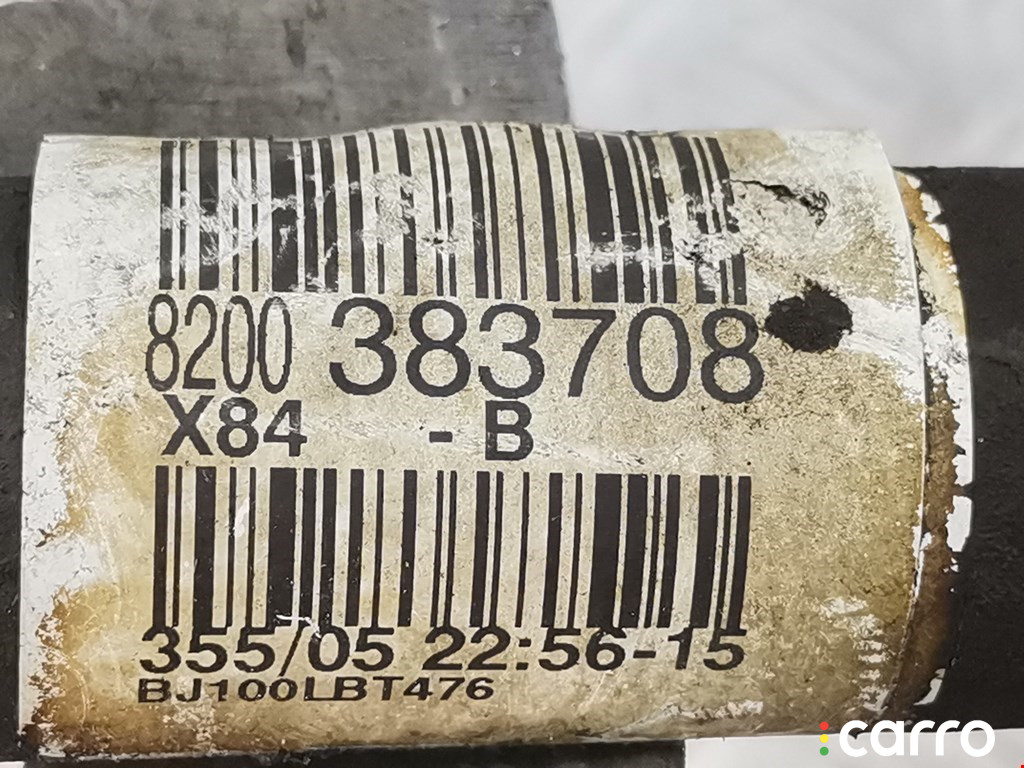 8200 383708
X84 - B
355/05 22:56-15
BJ100LBT476
carro